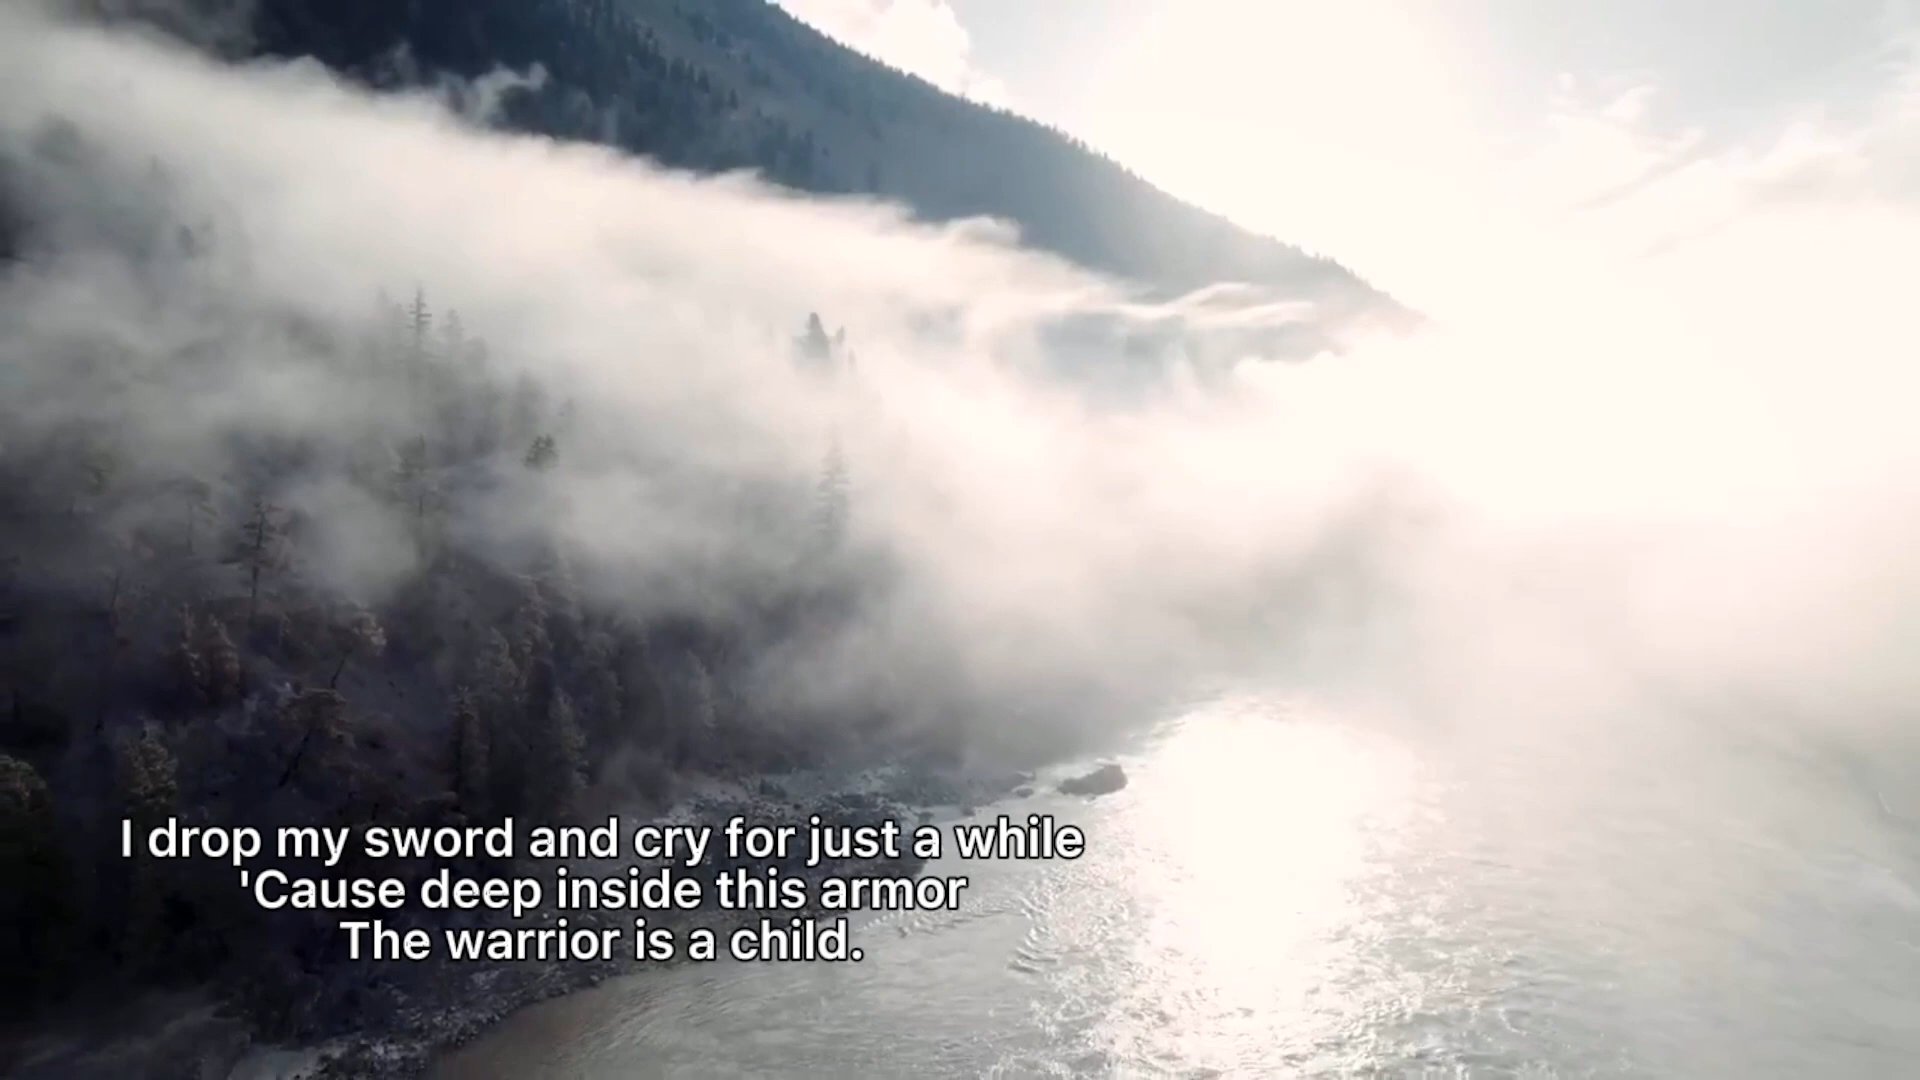 I drop my sword and cry for just a while
'Cause deep inside this armor
The warrior is a child.